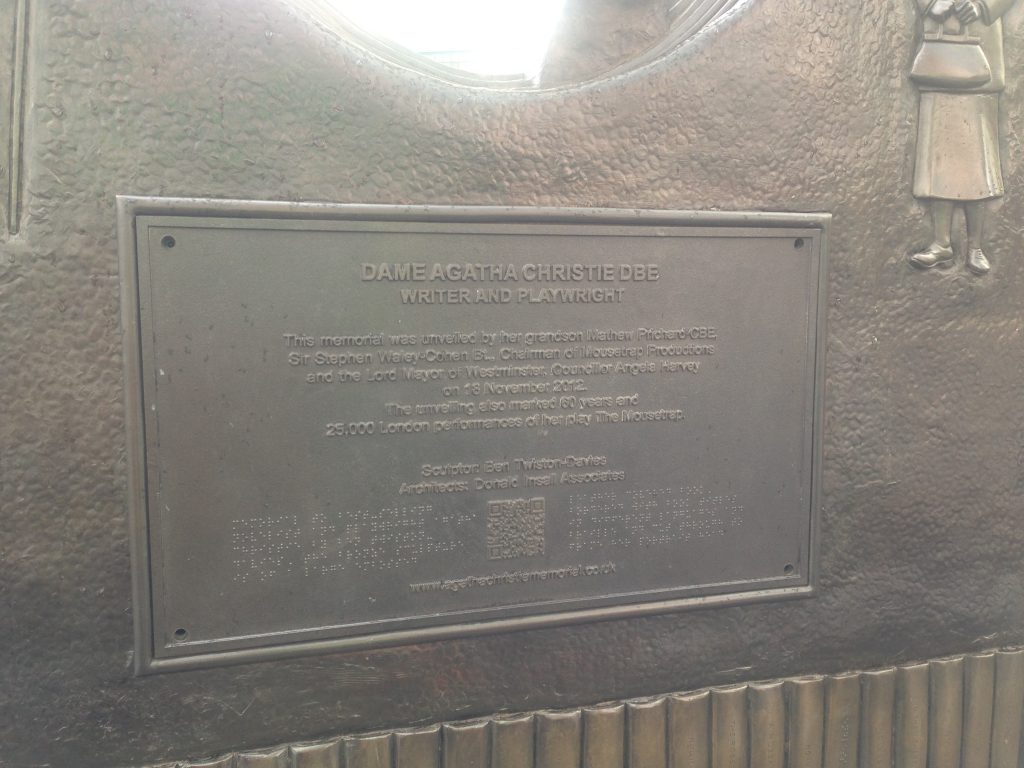 DAME AGATHA CHRISTIE DBE
WRITER AND PLAYWRIGHT
This memorial was unveiled by her grandson Mathew Prichard CBE,
Sir Stephen Waley-Cohen Bt., Chairman of Mousetrap Productions
and the Lord Mayor of Westminster, Councillor Angela Harvey
on 18 November 2012.
The unveiling also marked 60 years and
25,000 London performances of her play The Mousetrap.
Sculptor: Ben Twiston-Davies
Architects: Donald Insall Associates
www.agathachristiememorial.co.uk